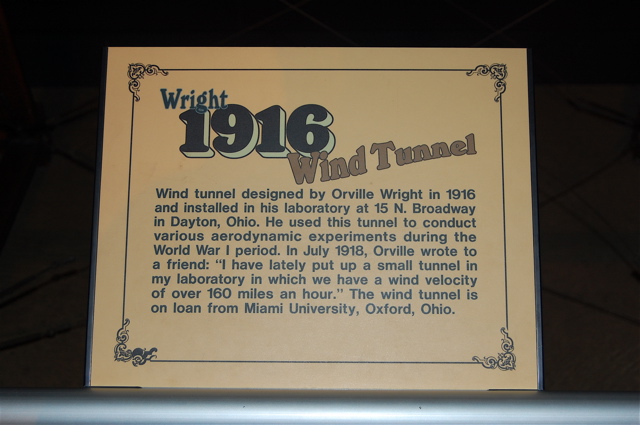 Wright
1916
Wind Tunnel
Wind tunnel designed by Orville Wright in 1916
and installed in his laboratory at 15 N. Broadway
in Dayton, Ohio. He used this tunnel to conduct
various aerodynamic experiments during the
World War I period. In July 1918, Orville wrote to
a friend: “I have lately put up a small tunnel in
my laboratory in which we have a wind velocity
of over 160 miles an hour.” The wind tunnel is
on loan from Miami University, Oxford, Ohio.